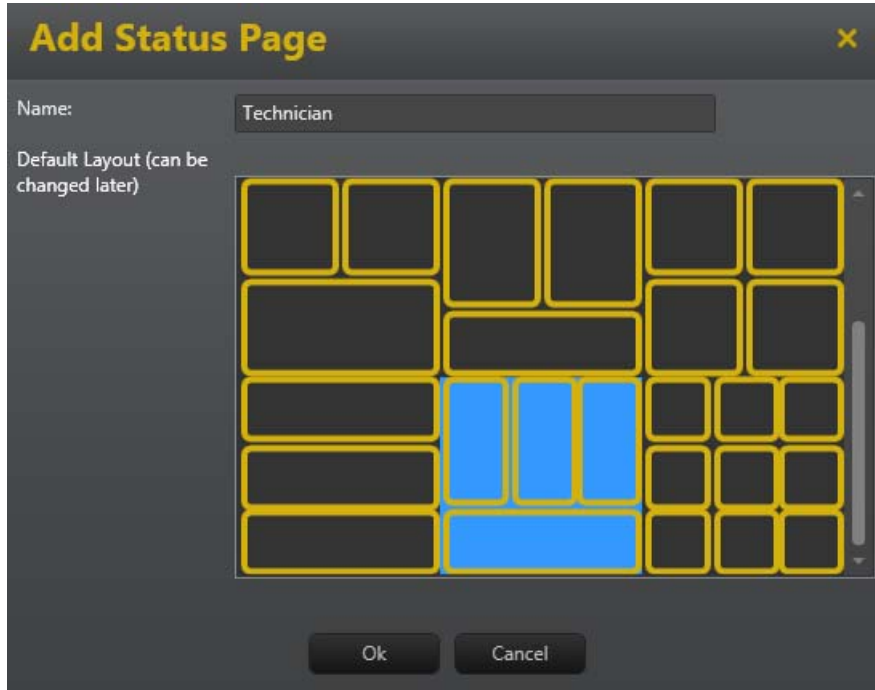 Add Status Page
Name:
Technician
Default Layout (can be
changed later)
Ok
Cancel